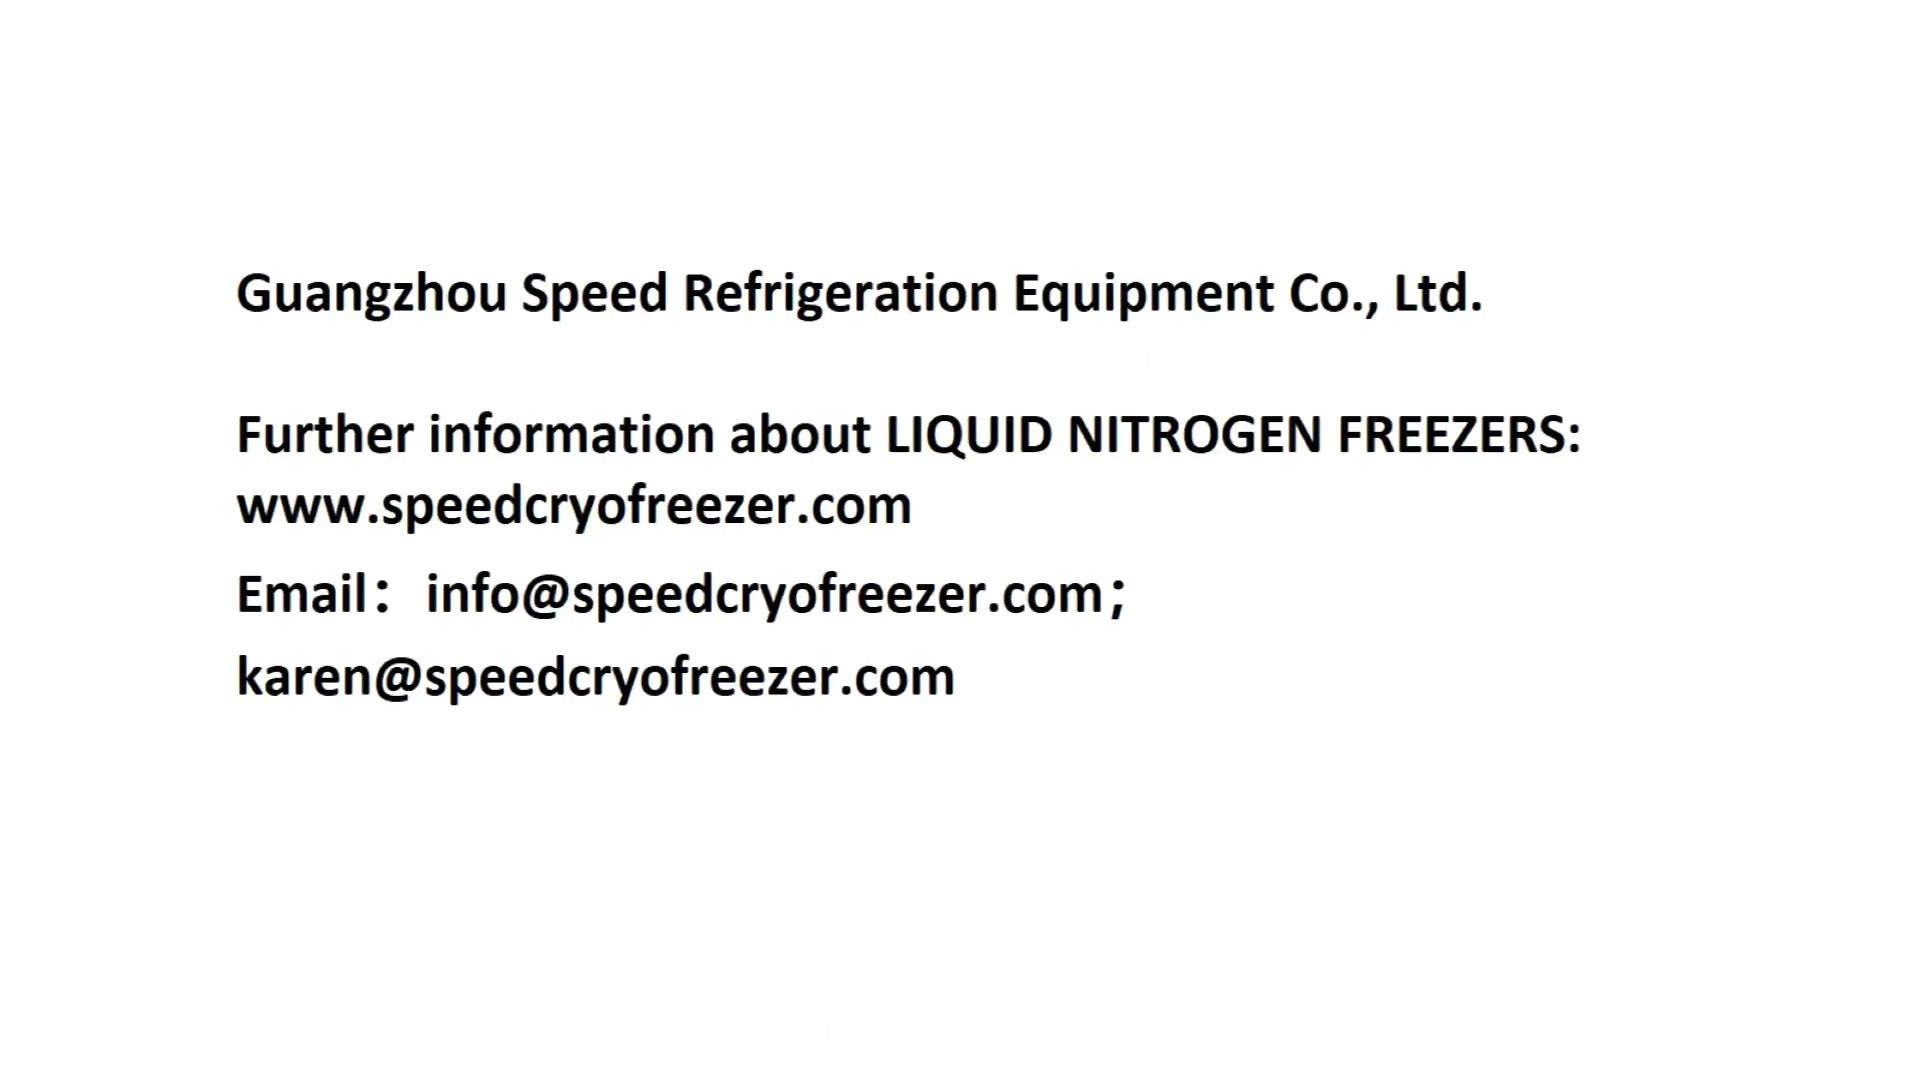 Guangzhou Speed Refrigeration Equipment Co., Ltd.
Further information about LIQUID NITROGEN FREEZERS:
www.speedcryofreezer.com
Email：info@speedcryofreezer.com；
karen@speedcryofreezer.com